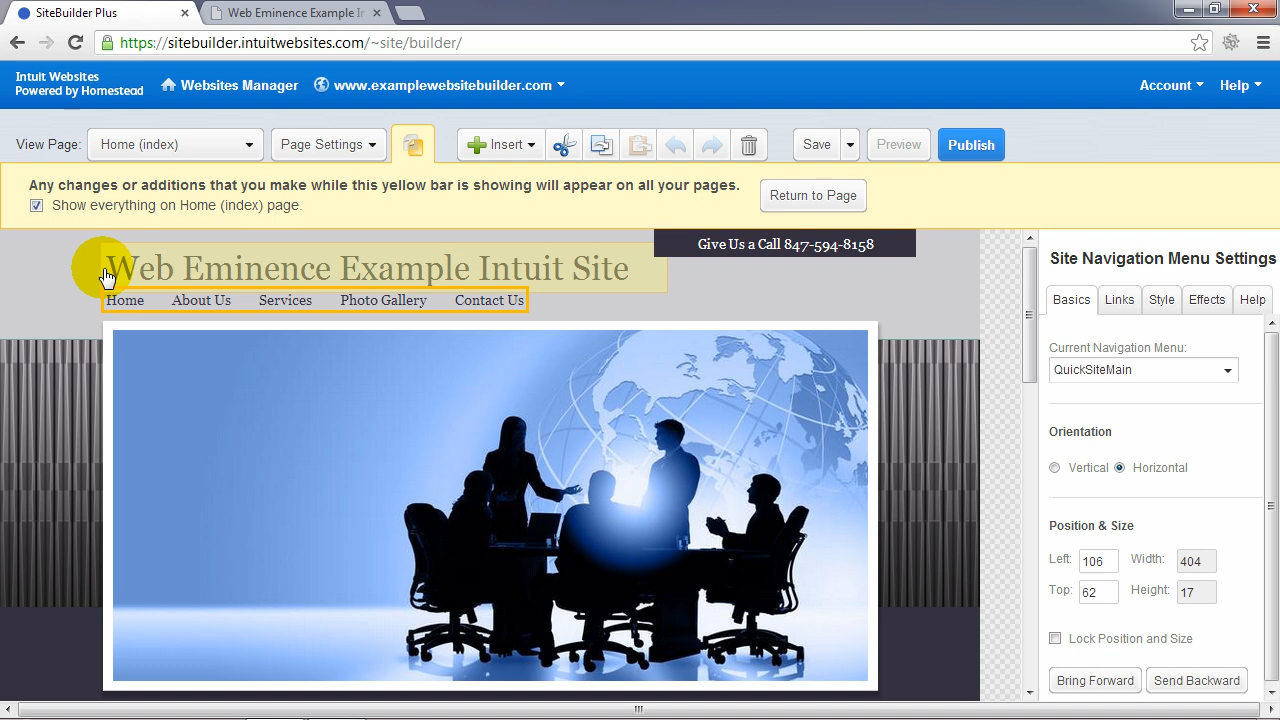 SiteBuilder Plus
Web Eminence Example In
https://sitebuilder.intuitwebsites.com/~site/builder/
Intuit Websites
Powered by Homestead
Websites Manager
www.examplewebsitebuilder.com
Account
Help
View Page:
Home (index)
Page Settings
Insert
Save
Preview
Publish
Any changes or additions that you make while this yellow bar is showing will appear on all your pages.
Show everything on Home (index) page.
Return to Page
Give Us a Call 847-594-8158
Web Eminence Example Intuit Site
Home About Us Services Photo Gallery Contact Us
Site Navigation Menu Settings
Basics Links Style Effects Help
Current Navigation Menu:
QuickSiteMain
Orientation
Vertical Horizontal
Position & Size
Left: 106 Width: 404
Top: 62 Height: 17
Lock Position and Size
Bring Forward Send Backward